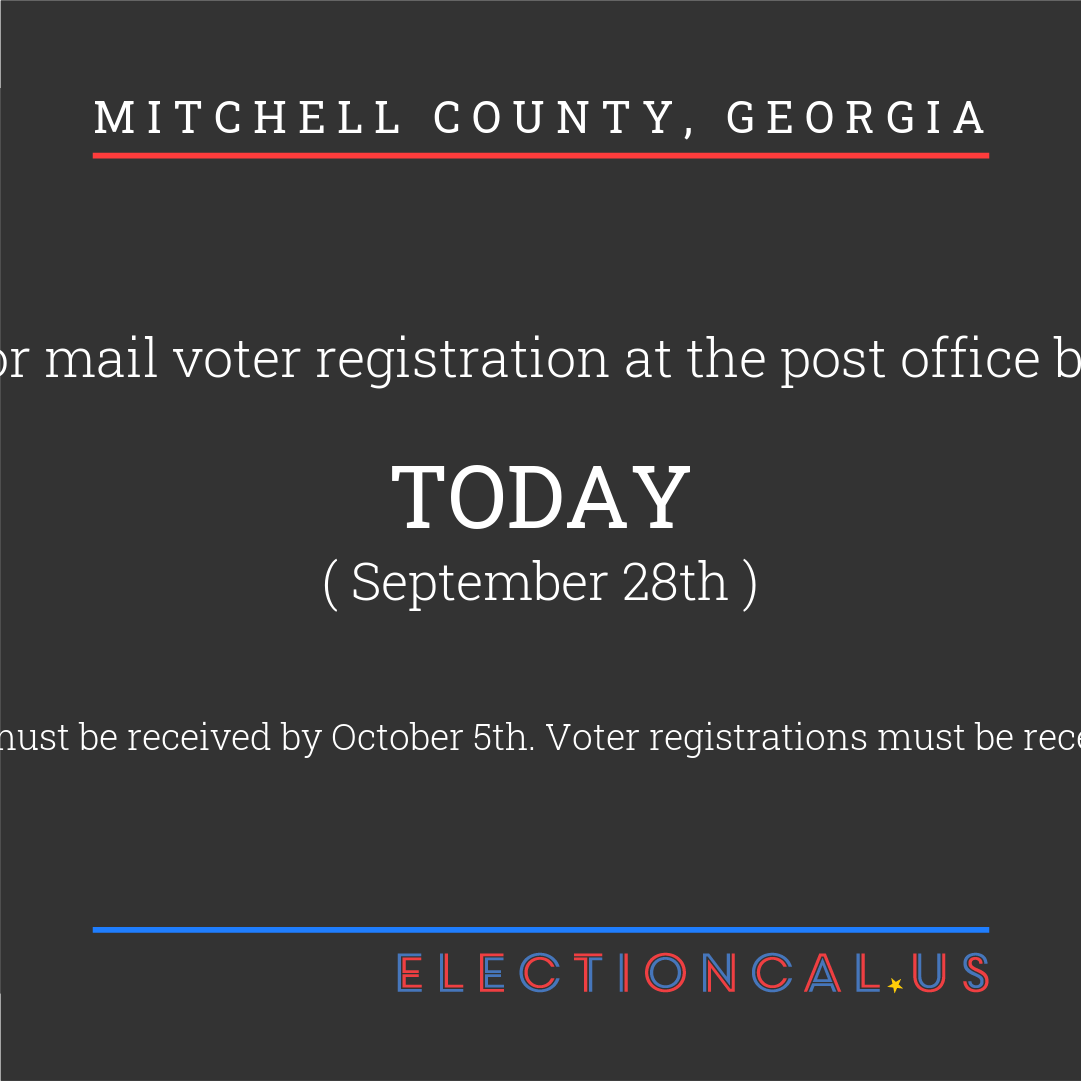 MITCHELL COUNTY, GEORGIA
or mail voter registration at the post office b
TODAY
( September 28th )
must be received by October 5th. Voter registrations must be rece
ELECTIONCAL.US